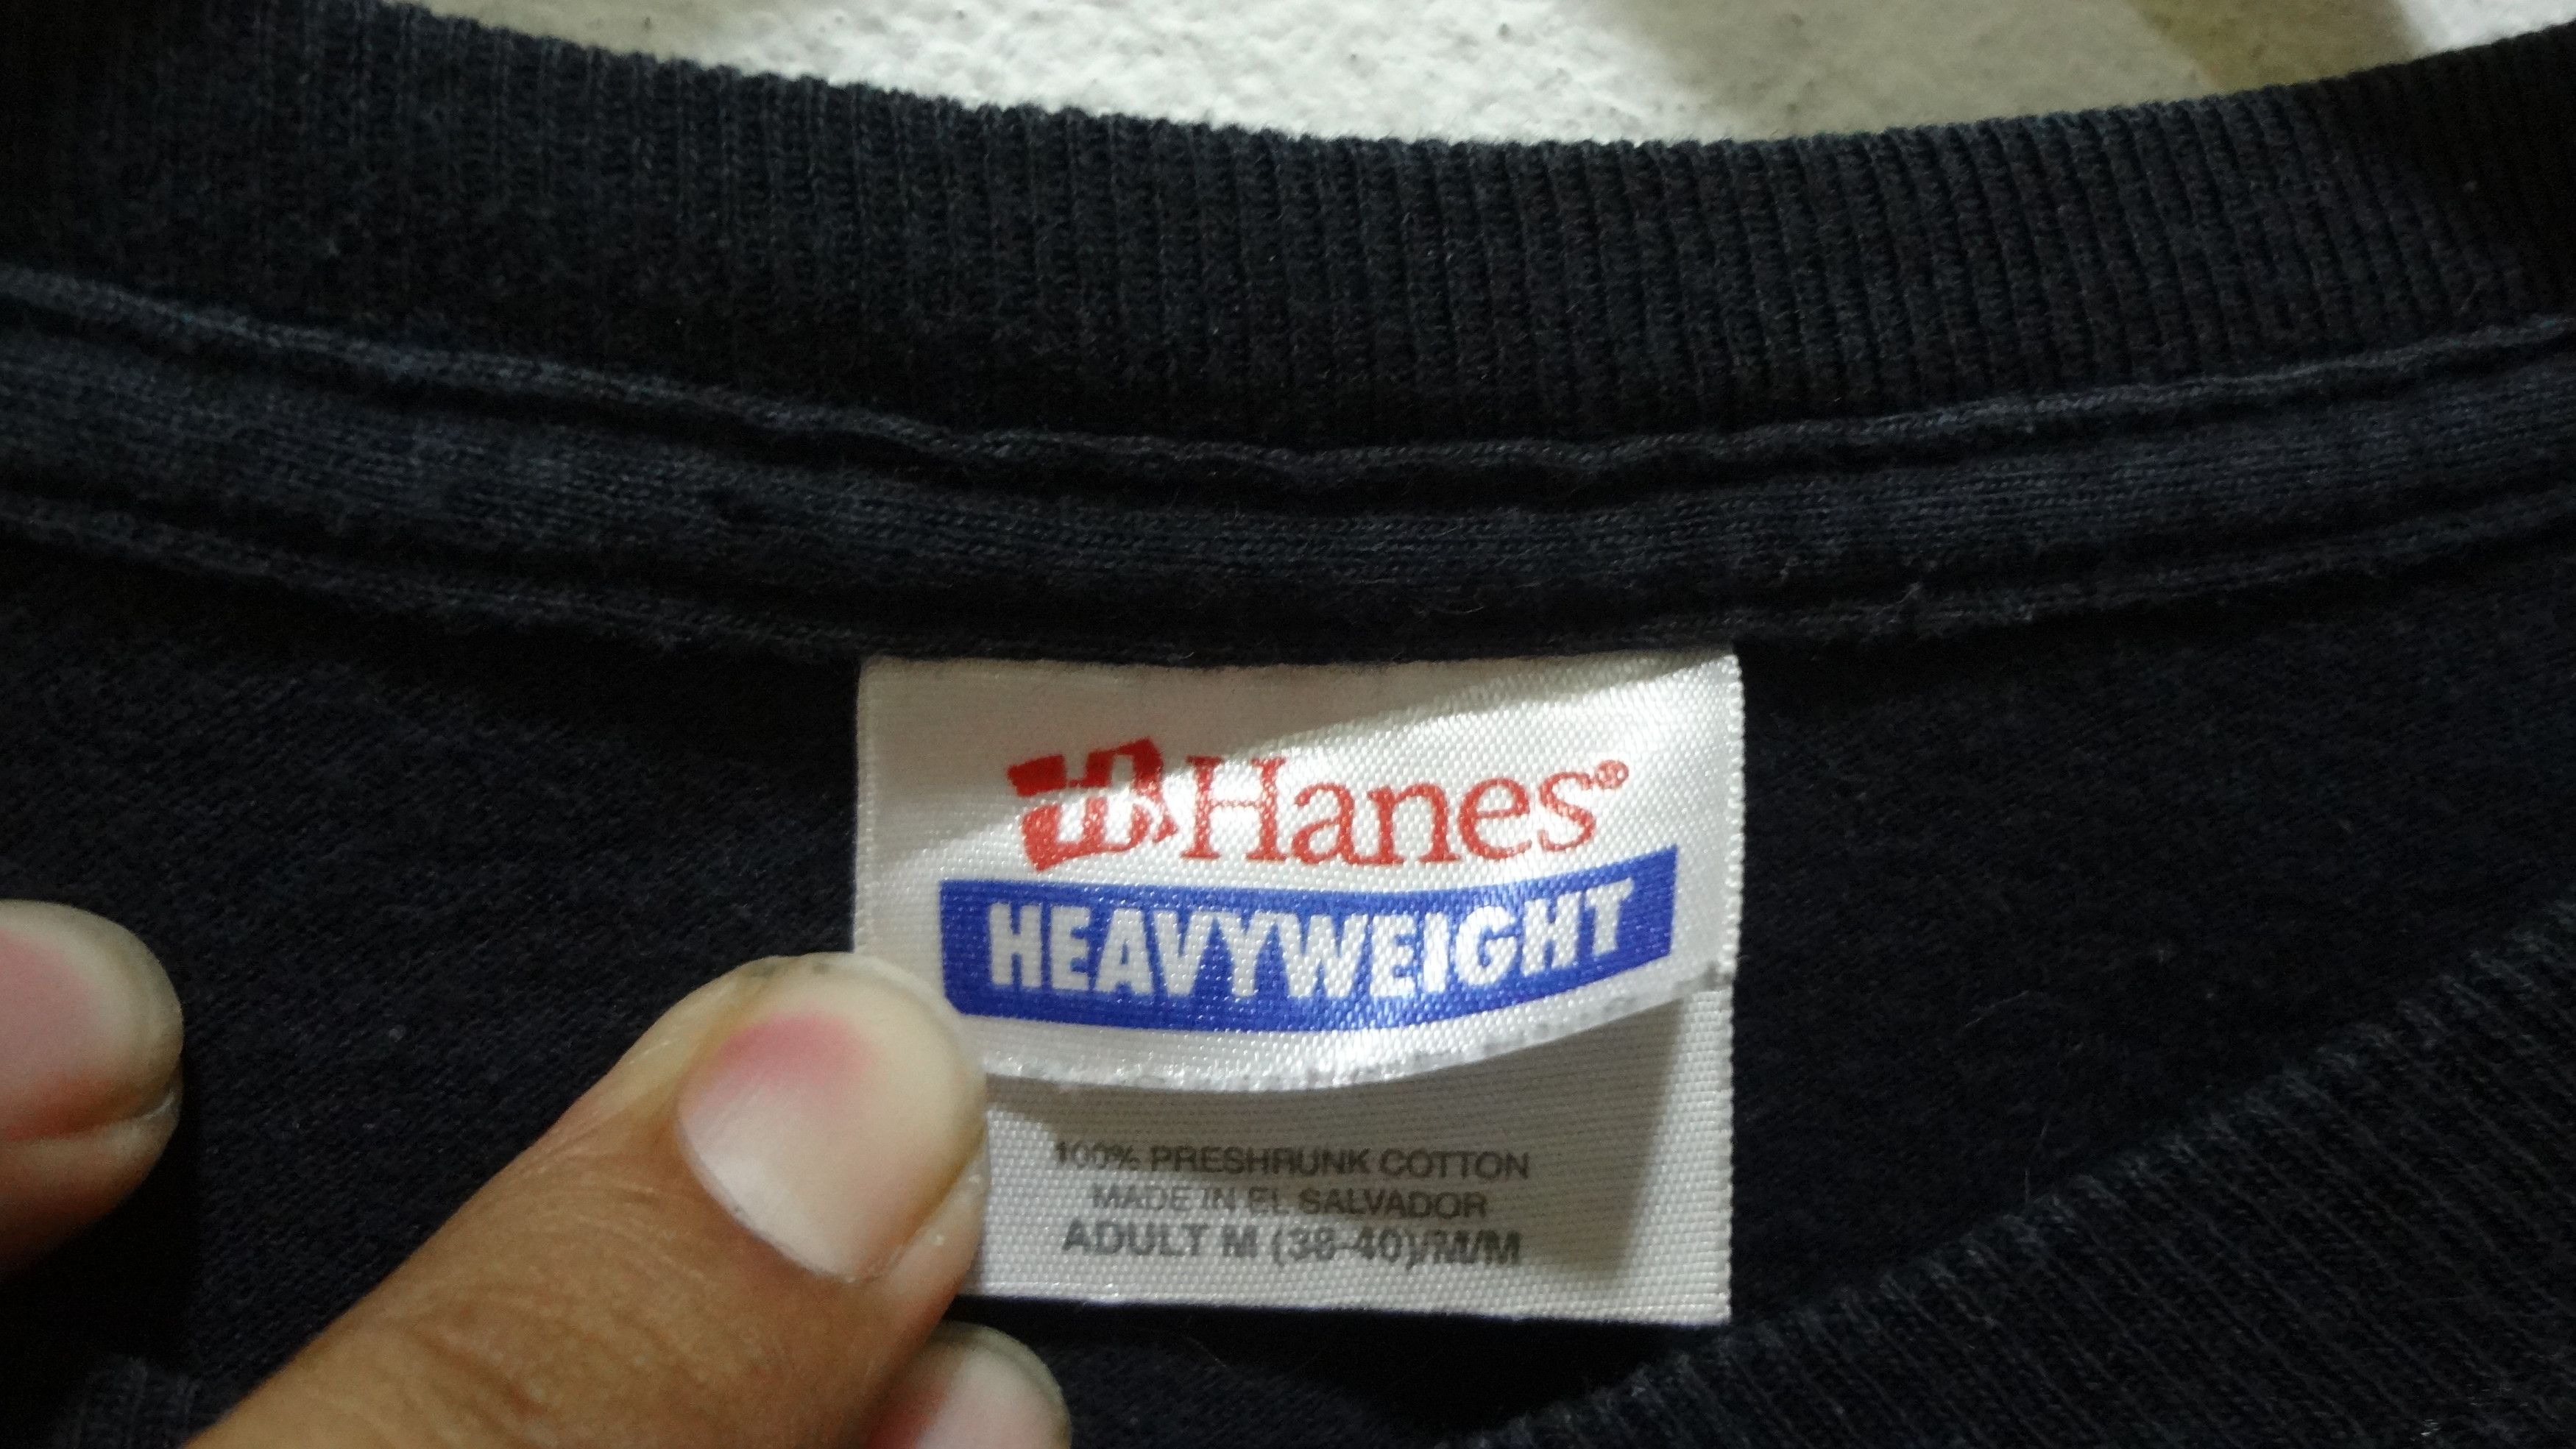 Hanes®
HEAVYWEIGHT
100% PRESHRUNK COTTON
MADE IN EL SALVADOR
ADULT M (38-40)/M/M